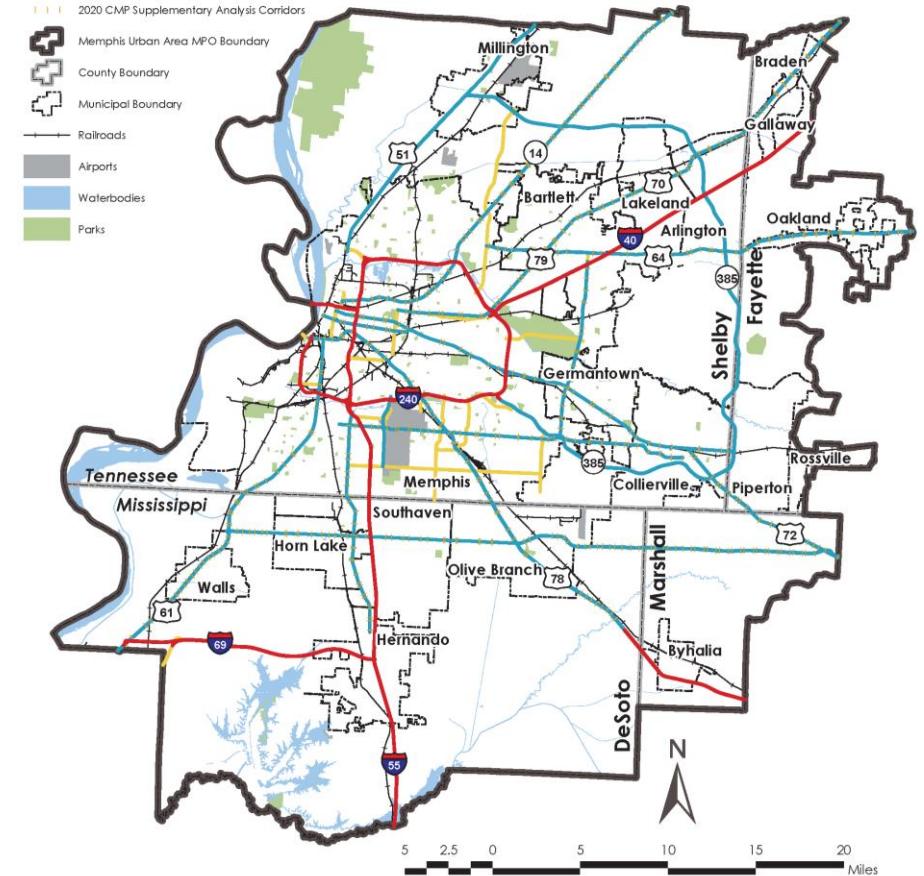 2020 CMP Supplementary Analysis Corridors
Memphis Urban Area MPO Boundary
County Boundary
Municipal Boundary
Railroads
Airports
Waterbodies
Parks
Millington
Braden
Gallaway
51
14
70
Bartlett
Lakeland
Arlington
Oakland
40
79
64
385
Shelby
Fayette
Germantown
240
385
Rossville
Tennessee
Memphis
Collierville
Piperton
Mississippi
Southaven
72
Horn Lake
Marshall
Olive Branch
78
Walls
61
Hernando
69
Byhalia
DeSoto
N
55
5 2.5 0 5 10 15 20
Miles